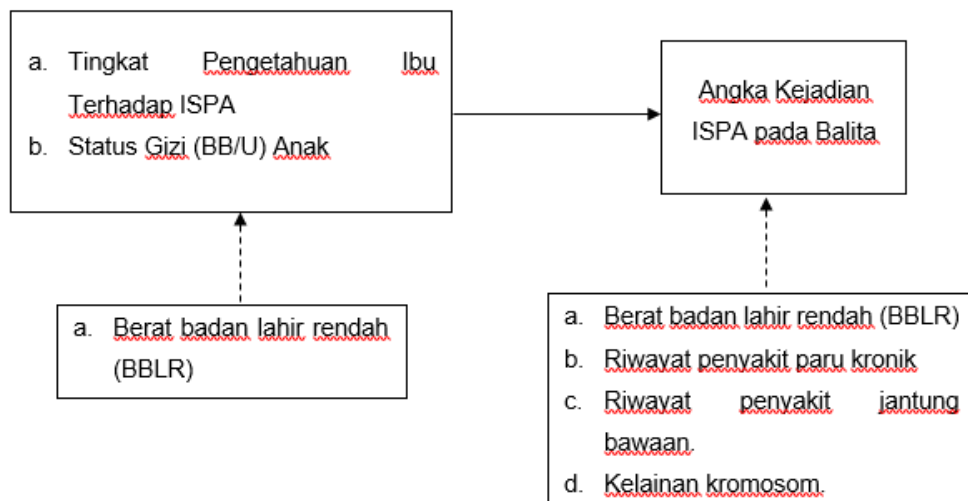 a. Tingkat Pengetahuan Ibu
Terhadap ISPA
b. Status Gizi (BB/U) Anak
Angka Kejadian
ISPA pada Balita
a. Berat badan lahir rendah
(BBLR)
a. Berat badan lahir rendah (BBLR)
b. Riwayat penyakit paru kronik
c. Riwayat penyakit jantung
bawaan.
d. Kelainan kromosom.